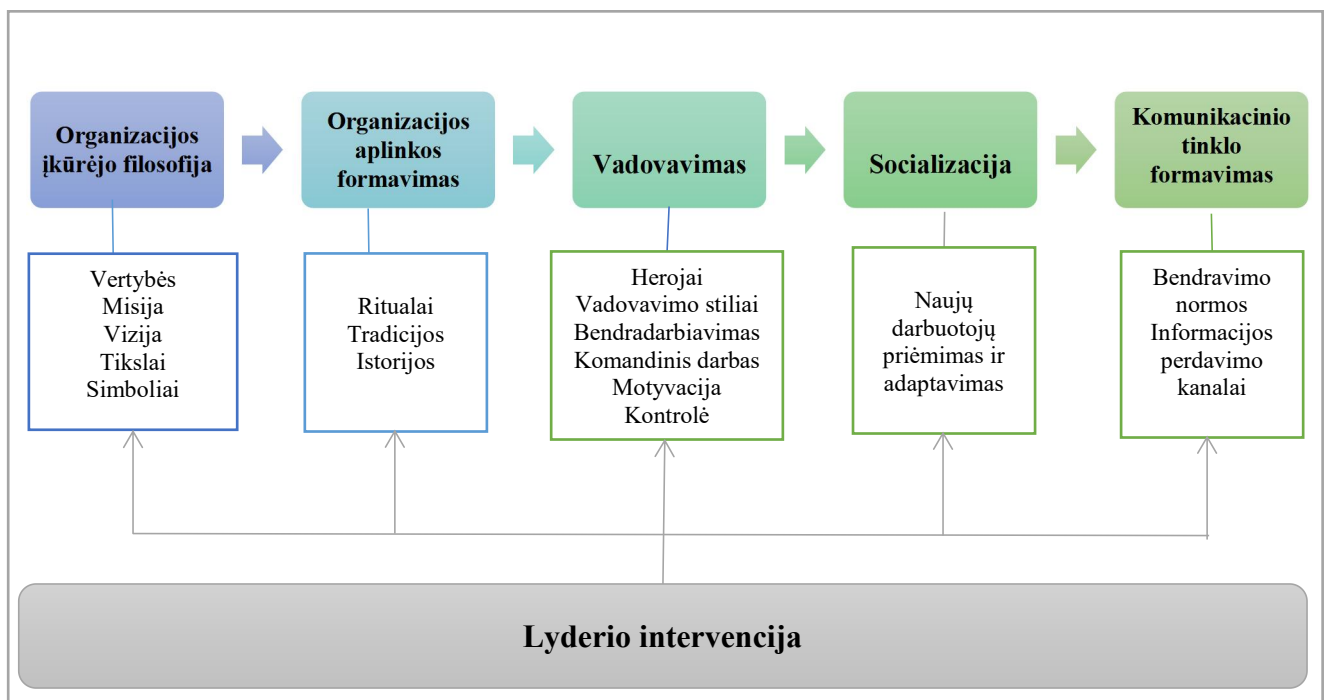 Organizacijos
įkūrėjo filosofija
Organizacijos
aplinkos
formavimas
Vadovavimas
Socializacija
Komunikacinio
tinklo
formavimas
Vertybės
Misija
Vizija
Tikslai
Simboliai
Ritualai
Tradicijos
Istorijos
Herojai
Vadovavimo stiliai
Bendradarbiavimas
Komandinis darbas
Motyvacija
Kontrolė
Naujų
darbuotojų
priėmimas ir
adaptavimas
Bendravimo
normos
Informacijos
perdavimo
kanalai
Lyderio intervencija